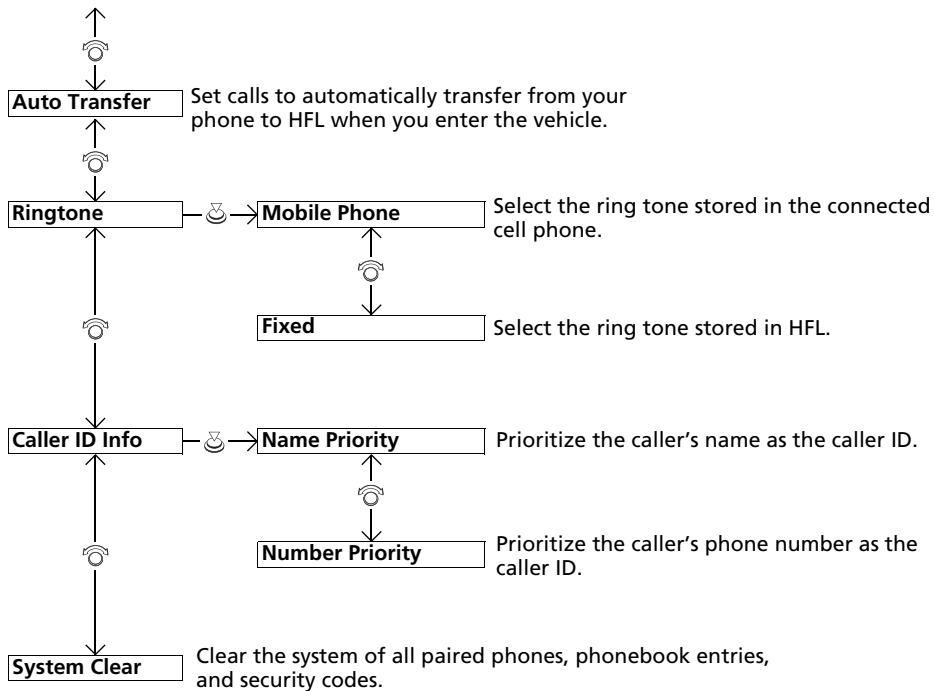 Auto Transfer
Set calls to automatically transfer from your
phone to HFL when you enter the vehicle.
Ringtone
Mobile Phone
Select the ring tone stored in the connected
cell phone.
Fixed
Select the ring tone stored in HFL.
Caller ID Info
Name Priority
Prioritize the caller’s name as the caller ID.
Number Priority
Prioritize the caller’s phone number as the
caller ID.
System Clear
Clear the system of all paired phones, phonebook entries,
and security codes.